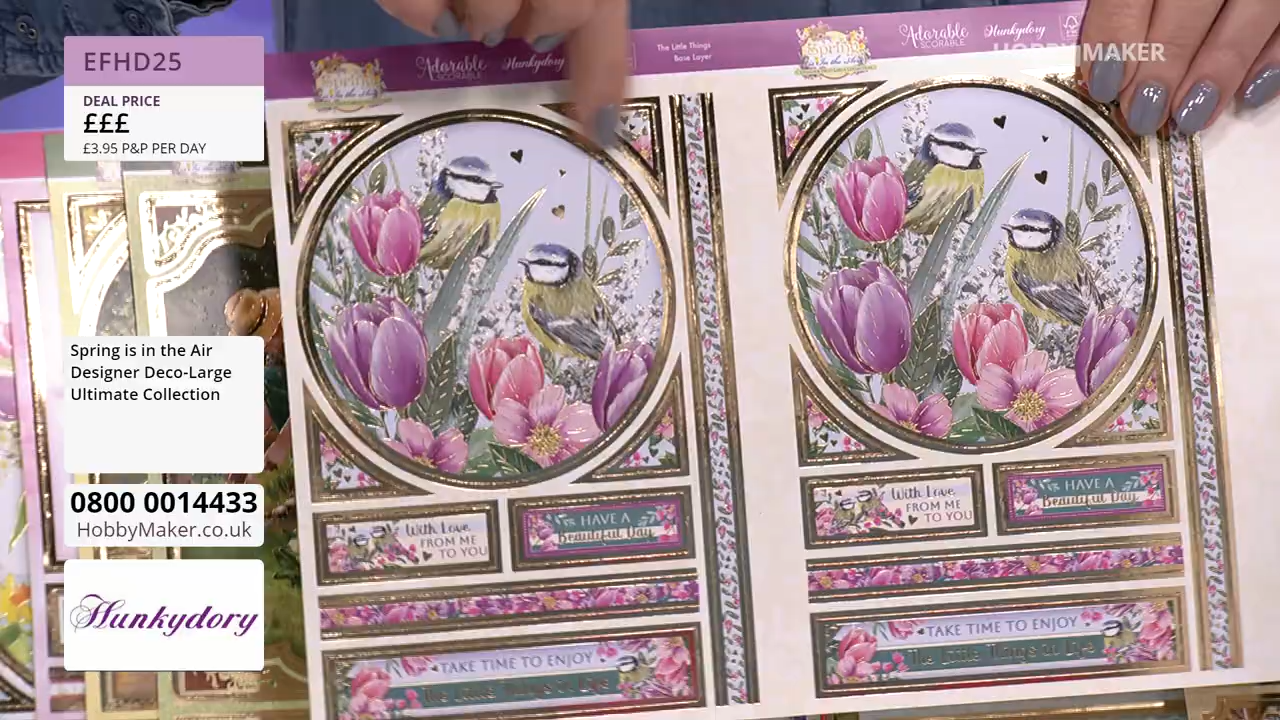 EFHD25
DEAL PRICE
£££
£3.95 P&P PER DAY
Spring is in the Air
Designer Deco-Large
Ultimate Collection
0800 0014433
HobbyMaker.co.uk
Hunkydory
HOBBYMAKER
Adorable
SCORABLE
Hunkydory
The Little Things
Base Layer
Spring
Adorable
SCORABLE
Hunkydory
With Love,
FROM ME
TO YOU
HAVE A
Beautiful Day
TAKE TIME TO ENJOY
The Little Things in Life
With Love,
FROM ME
TO YOU
HAVE A
Beautiful Day
TAKE TIME TO ENJOY
The Little Things in Life